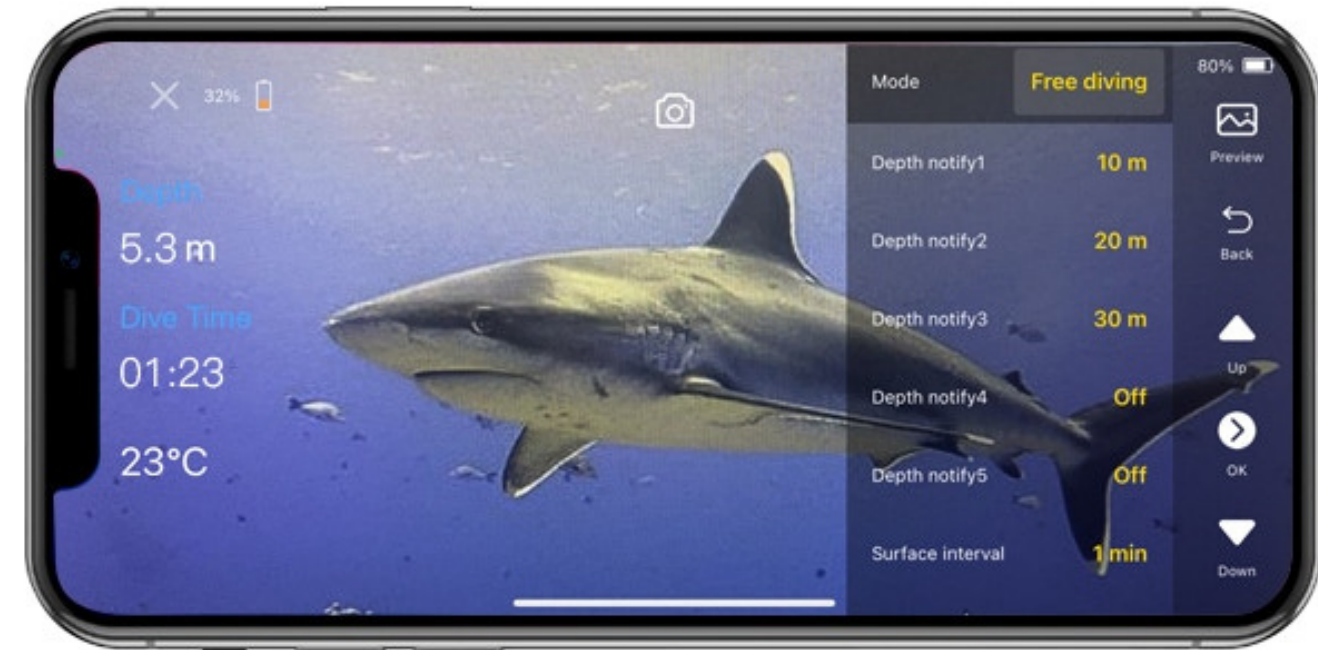 32%
Depth
5.3 m
Dive Time
01:23
23°C
Mode Free diving
Depth notify1 10 m
Depth notify2 20 m
Depth notify3 30 m
Depth notify4 Off
Depth notify5 Off
Surface interval 1 min
80%
Preview
Back
Up
OK
Down